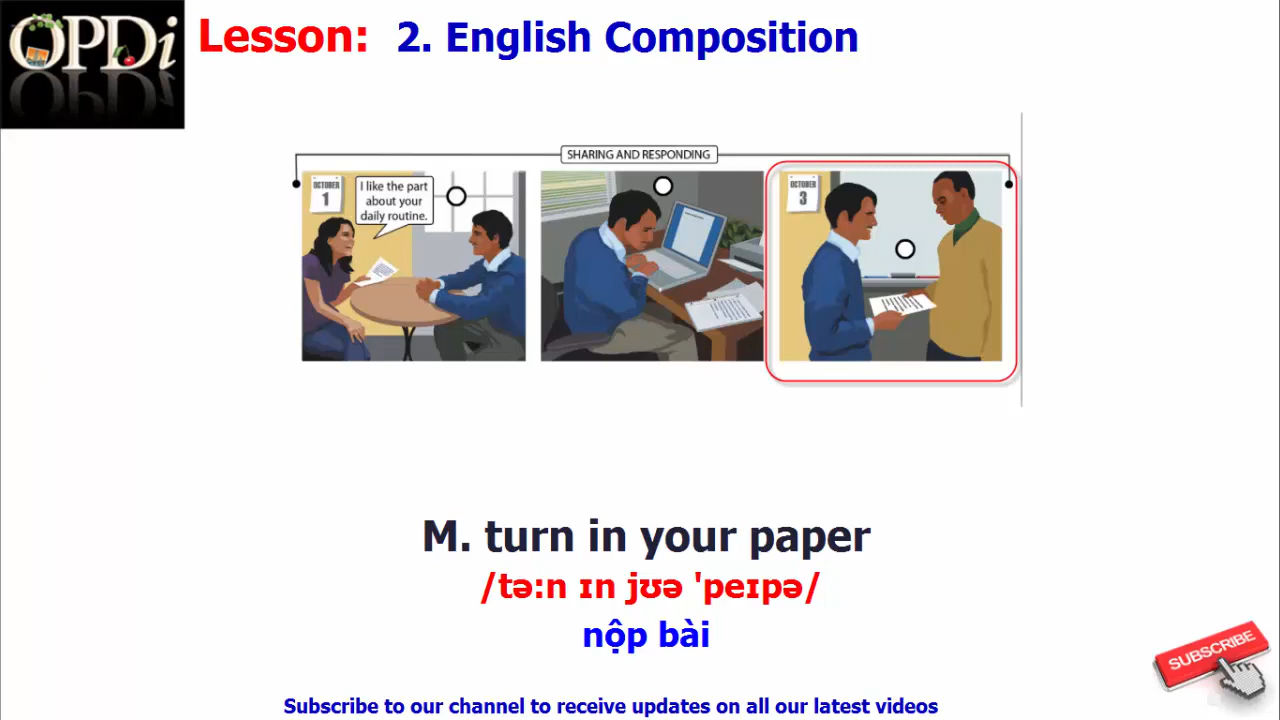 OPDi
Lesson: 2. English Composition
SHARING AND RESPONDING
OCTOBER
1
I like the part
about your
daily routine.
OCTOBER
3
M. turn in your paper
/tə:n ɪn jʊə 'peɪpə/
nộp bài
SUBSCRIBE
Subscribe to our channel to receive updates on all our latest videos